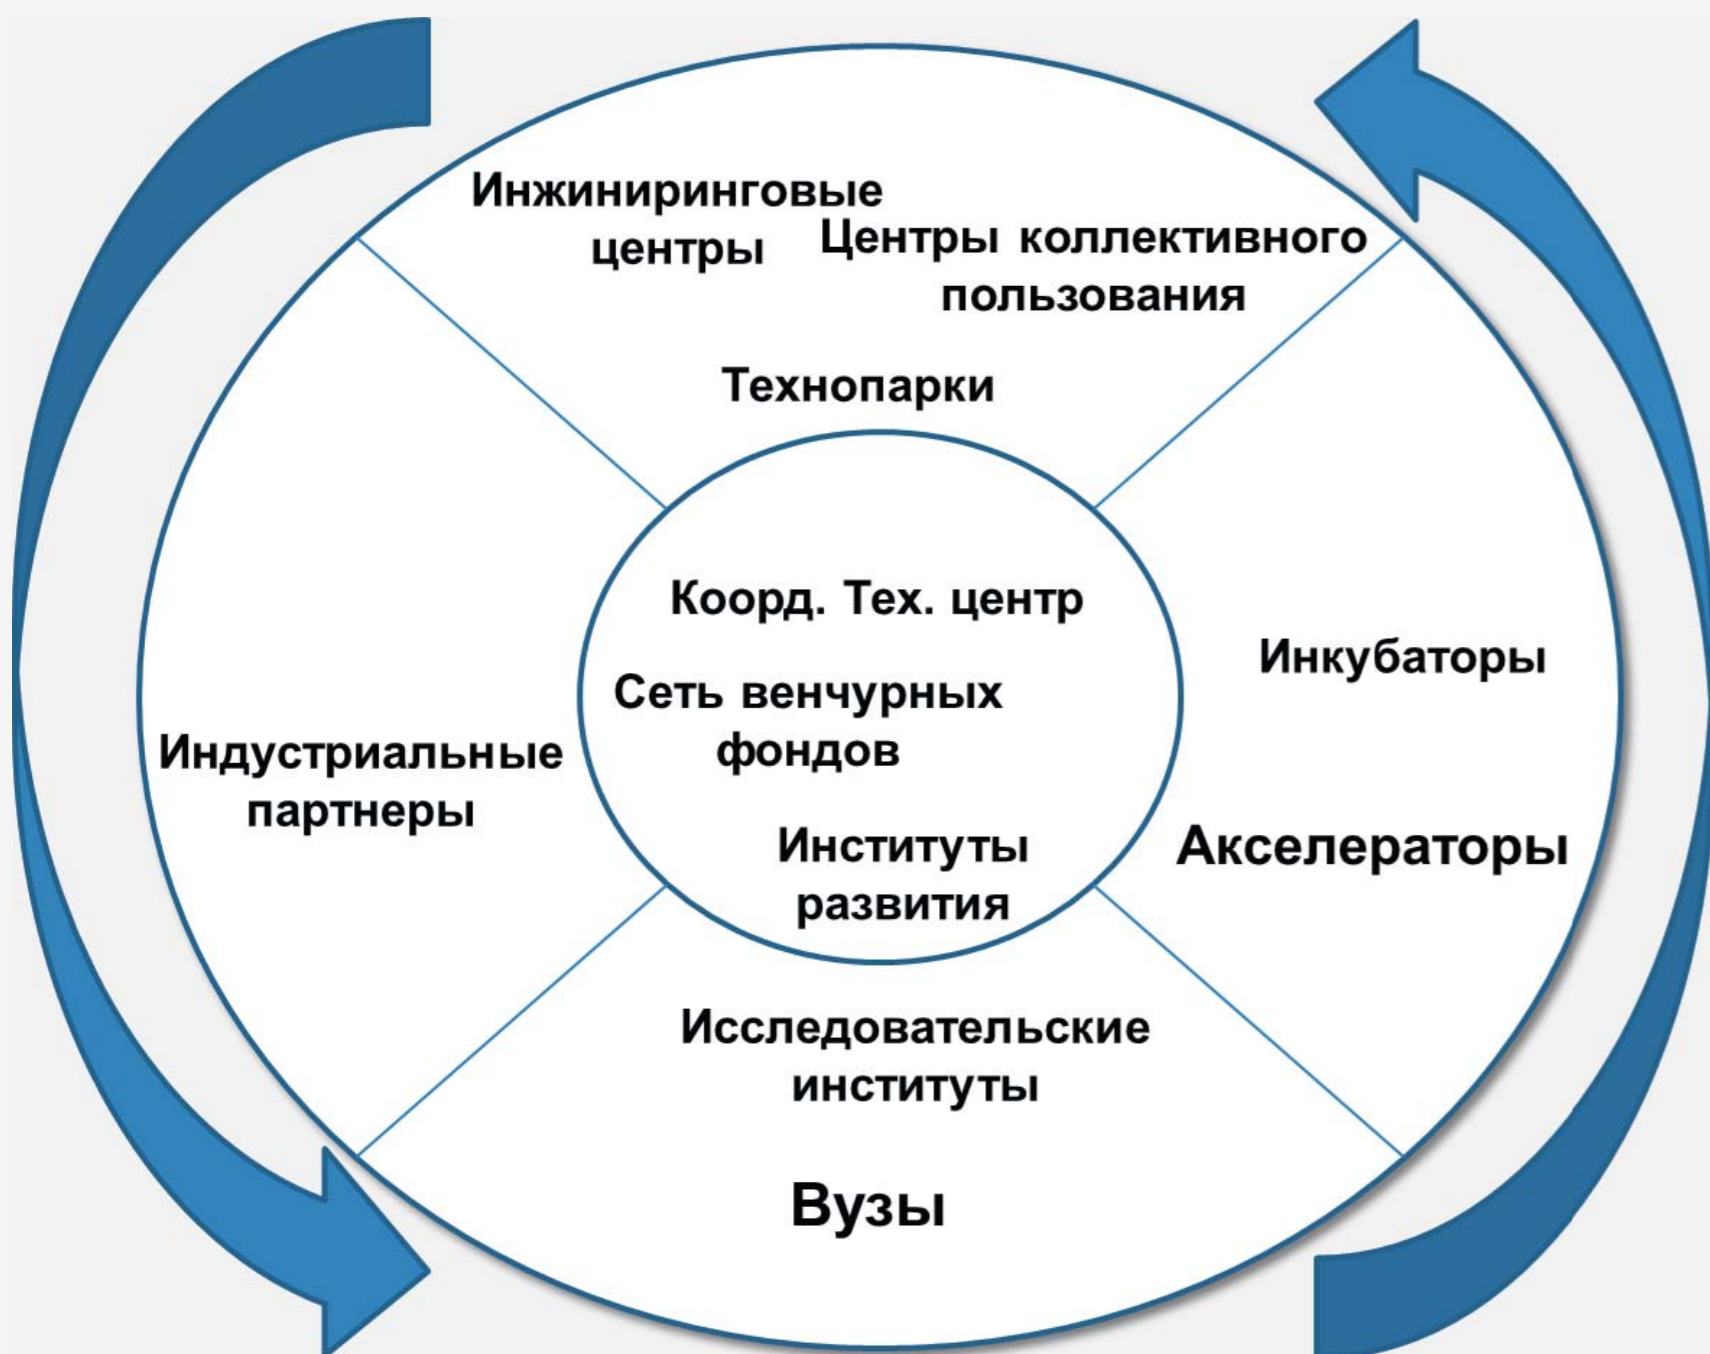 Инжиниринговые
центры
Центры коллективного
пользования
Технопарки
Коорд. Тех. центр
Сеть венчурных
фондов
Институты
развития
Индустриальные
партнеры
Инкубаторы
Акселераторы
Исследовательские
институты
Вузы